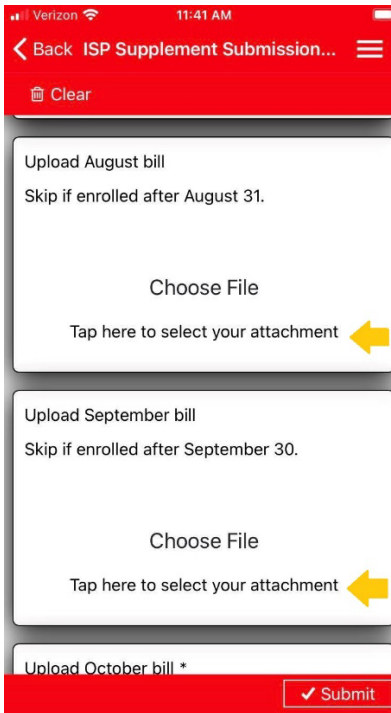 Verizon 11:41 AM
Back ISP Supplement Submission...
Clear
Upload August bill
Skip if enrolled after August 31.
Choose File
Tap here to select your attachment
Upload September bill
Skip if enrolled after September 30.
Choose File
Tap here to select your attachment
Upload October bill *
Submit